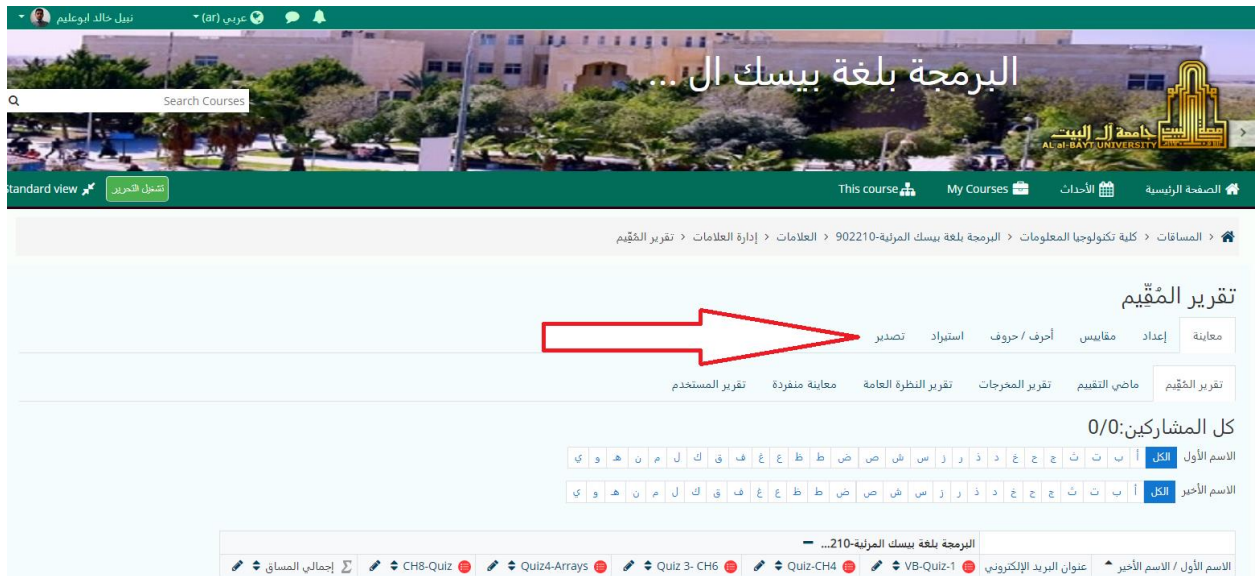 نبيل خالد ابوعليم عربي (ar)
البرمجة بلغة بيسك ال ...
Search Courses
جامعة آل البيت
AL al-BAYT UNIVERSITY
الصفحة الرئيسية الأحداث My Courses This course تشغيل التحرير Standard view
المساقات > كلية تكنولوجيا المعلومات > البرمجة بلغة بيسك المرئية-902210 > العلامات > إدارة العلامات > تقرير المُقيِّم
تقرير المُقيِّم
معاينة إعداد مقاييس أحرف / حروف استيراد تصدير
تقرير المُقيِّم ماضي التقييم تقرير المخرجات تقرير النظرة العامة معاينة منفردة تقرير المستخدم
كل المشاركين:0/0
الاسم الأول الكل أ ب ت ث ج ح خ د ذ ر ز س ش ص ض ط ظ ع غ ف ق ك ل م ن هـ و ي
الاسم الأخير الكل أ ب ت ث ج ح خ د ذ ر ز س ش ص ض ط ظ ع غ ف ق ك ل م ن هـ و ي
البرمجة بلغة بيسك المرئية-210...
الاسم الأول / الاسم الأخير عنوان البريد الإلكتروني VB-Quiz-1 Quiz-CH4 Quiz 3- CH6 Quiz4-Arrays CH8-Quiz إجمالي المساق